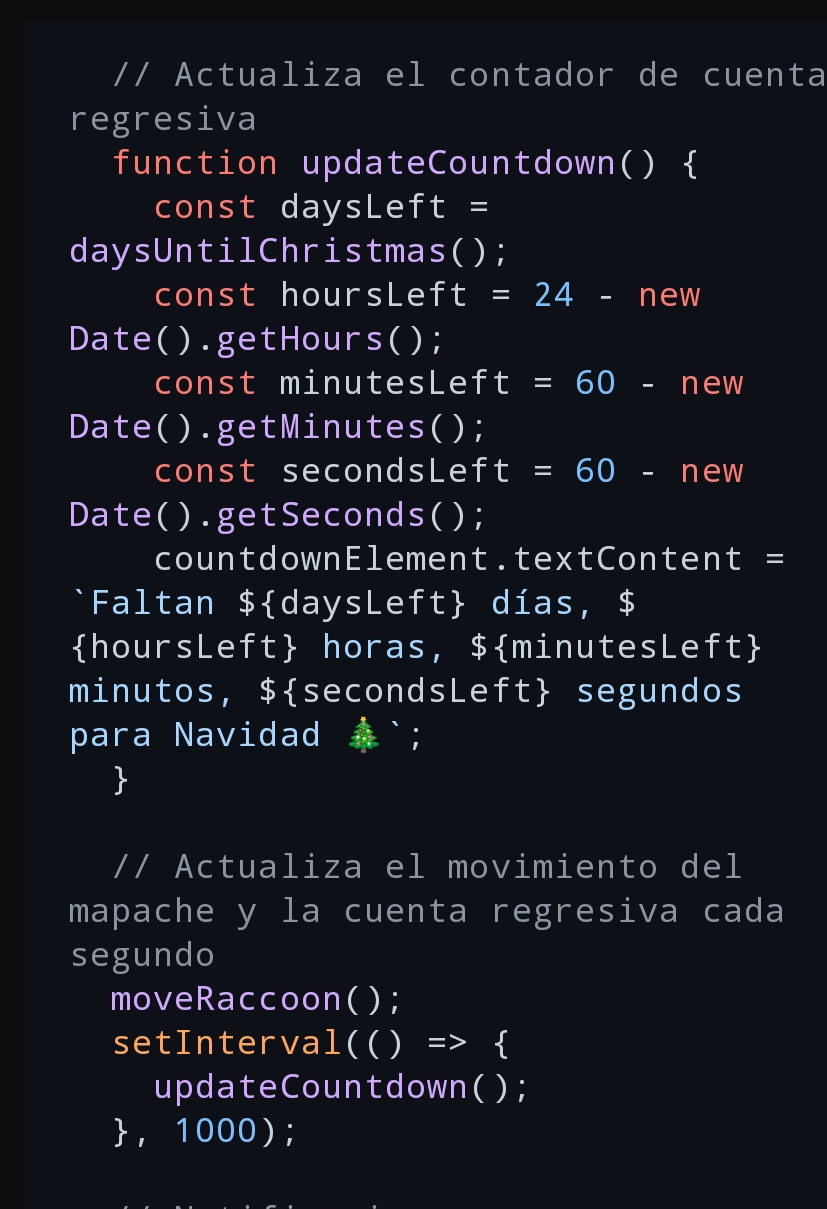 // Actualiza el contador de cuenta
regresiva
function updateCountdown() {
const daysLeft =
daysUntilChristmas();
const hoursLeft = 24 - new
Date().getHours();
const minutesLeft = 60 - new
Date().getMinutes();
const secondsLeft = 60 - new
Date().getSeconds();
countdownElement.textContent =
`Faltan ${daysLeft} días, $
{hoursLeft} horas, ${minutesLeft}
minutos, ${secondsLeft} segundos
para Navidad 🎄`;
}
// Actualiza el movimiento del
mapache y la cuenta regresiva cada
segundo
moveRaccoon();
setInterval(() => {
updateCountdown();
}, 1000);